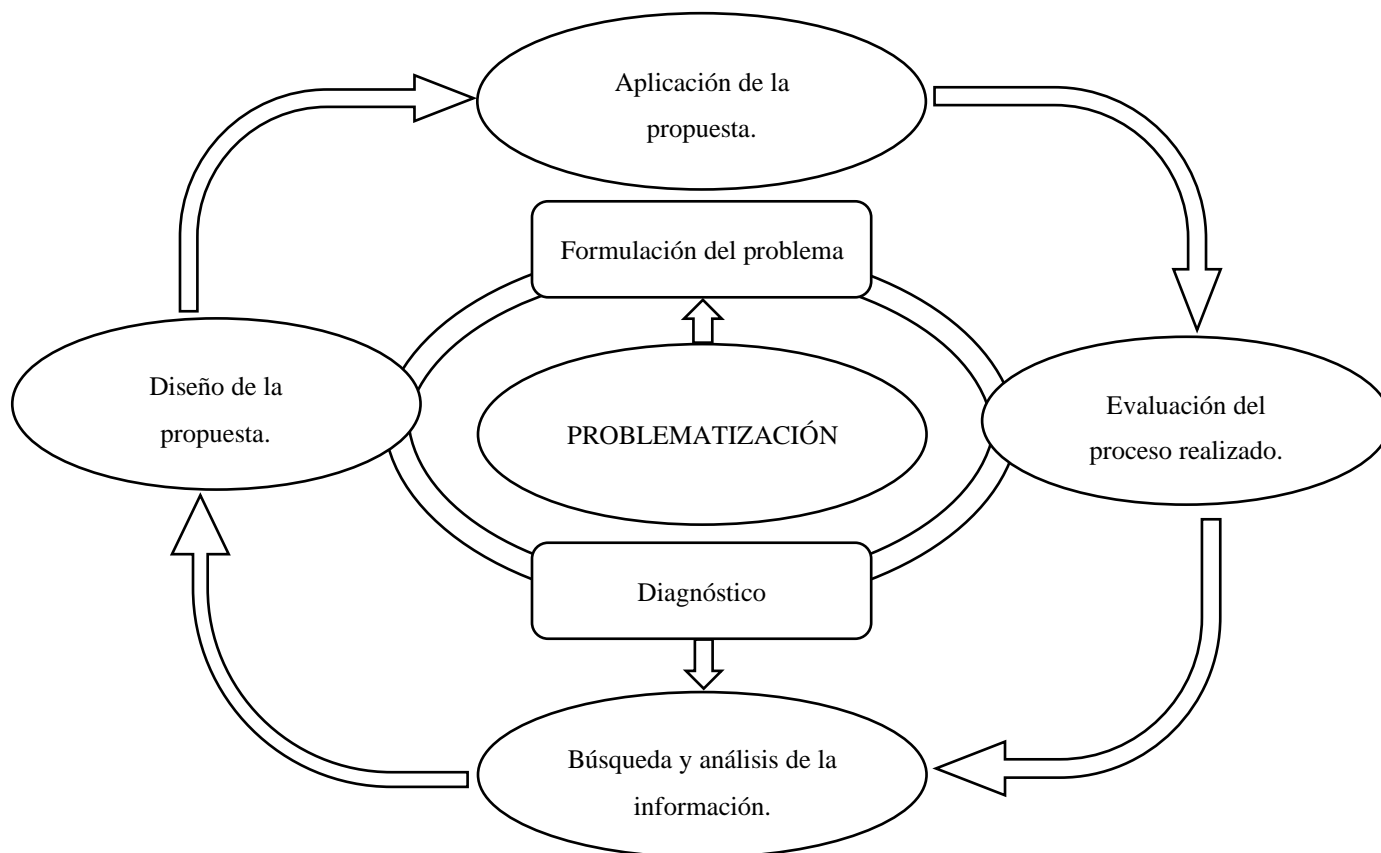 Aplicación de la
propuesta.
Formulación del problema
Diseño de la
propuesta.
PROBLEMATIZACIÓN
Evaluación del
proceso realizado.
Diagnóstico
Búsqueda y análisis de la
información.